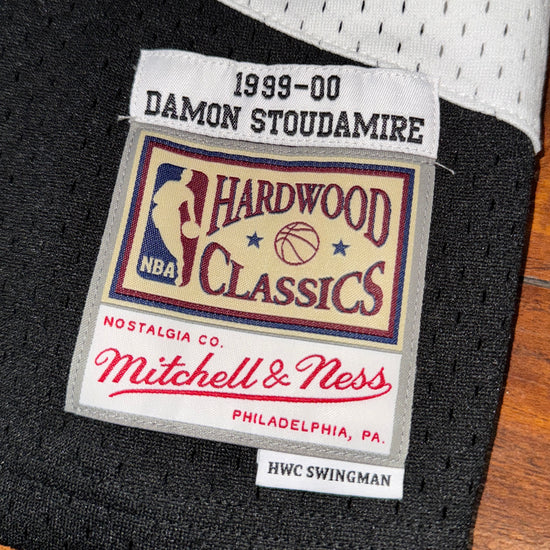 1999-00
DAMON STOUDAMIRE
HARDWOOD
NBA
CLASSICS
NOSTALGIA CO.
Mitchell & Ness
PHILADELPHIA, PA.
HWC SWINGMAN